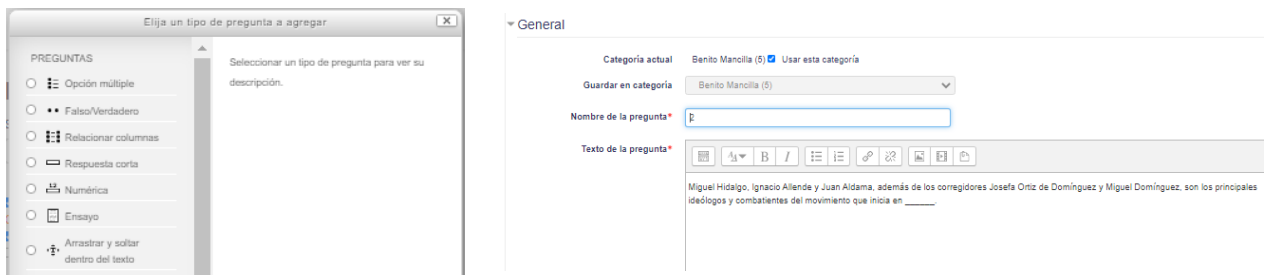 Elija un tipo de pregunta a agregar
PREGUNTAS
Opción múltiple
Falso/Verdadero
Relacionar columnas
Respuesta corta
Numérica
Ensayo
Arrastrar y soltar
dentro del texto
Seleccionar un tipo de pregunta para ver su
descripción.
General
Categoría actual Benito Mancilla (5) Usar esta categoría
Guardar en categoría Benito Mancilla (5)
Nombre de la pregunta* 2
Texto de la pregunta*
B I
Miguel Hidalgo, Ignacio Allende y Juan Aldama, además de los corregidores Josefa Ortiz de Domínguez y Miguel Domínguez, son los principales
ideólogos y combatientes del movimiento que inicia en ______.